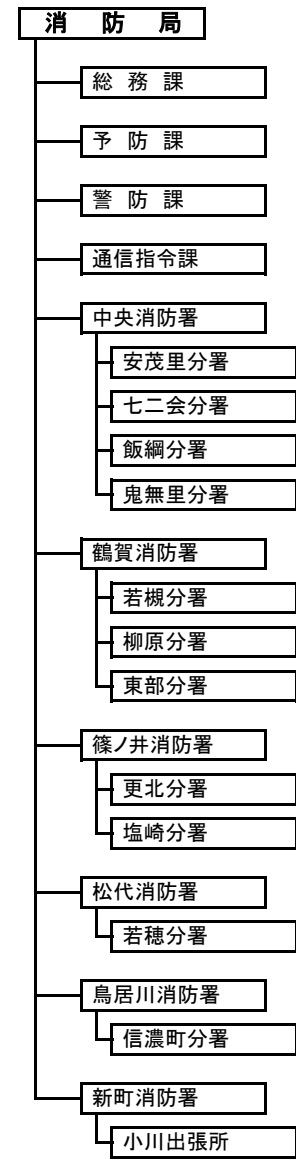 消防局
総務課
予防課
警防課
通信指令課
中央消防署
安茂里分署
七二会分署
飯綱分署
鬼無里分署
鶴賀消防署
若槻分署
柳原分署
東部分署
篠ノ井消防署
更北分署
塩崎分署
松代消防署
若穂分署
鳥居川消防署
信濃町分署
新町消防署
小川出張所